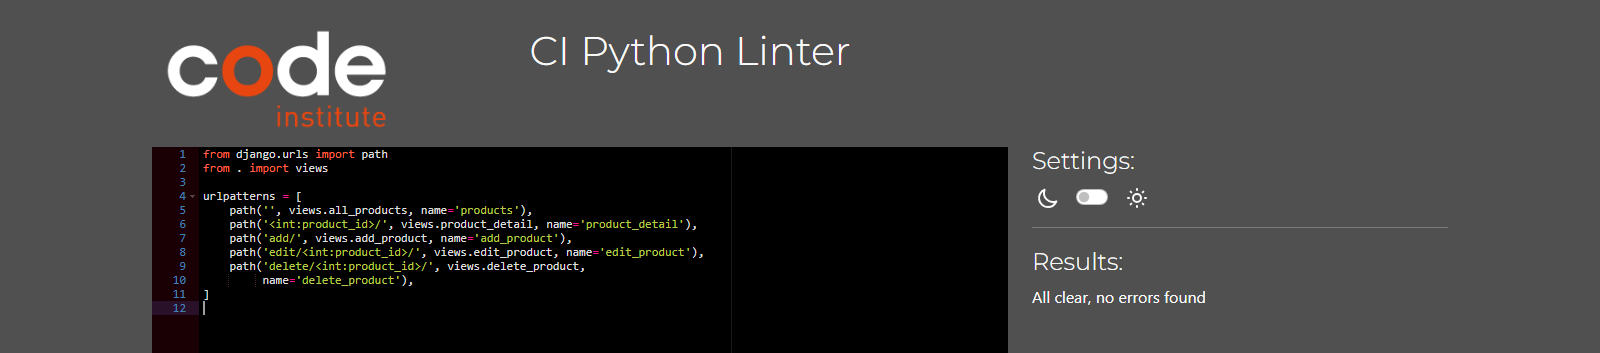 code
institute
CI Python Linter
1 from django.urls import path
2 from . import views
3
4 urlpatterns = [
5     path('', views.all_products, name='products'),
6     path('<int:product_id>/', views.product_detail, name='product_detail'),
7     path('add/', views.add_product, name='add_product'),
8     path('edit/<int:product_id>/', views.edit_product, name='edit_product'),
9     path('delete/<int:product_id>/', views.delete_product,
10          name='delete_product'),
11 ]
12
Settings:
Results:
All clear, no errors found